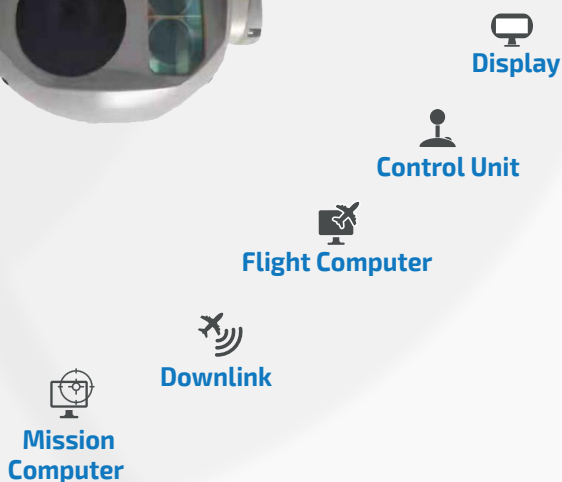 Display
Control Unit
Flight Computer
Downlink
Mission
Computer